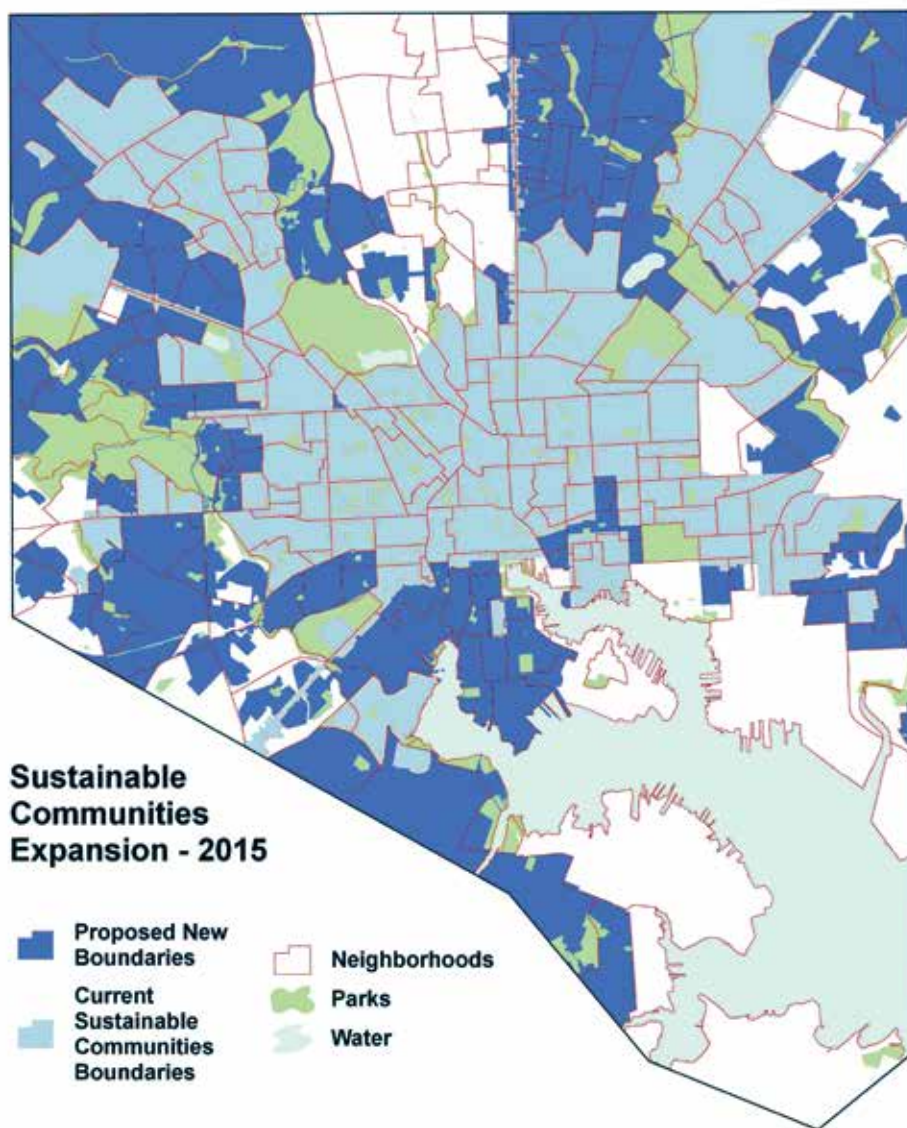 Sustainable
Communities
Expansion - 2015
Proposed New
Boundaries
Current
Sustainable
Communities
Boundaries
Neighborhoods
Parks
Water